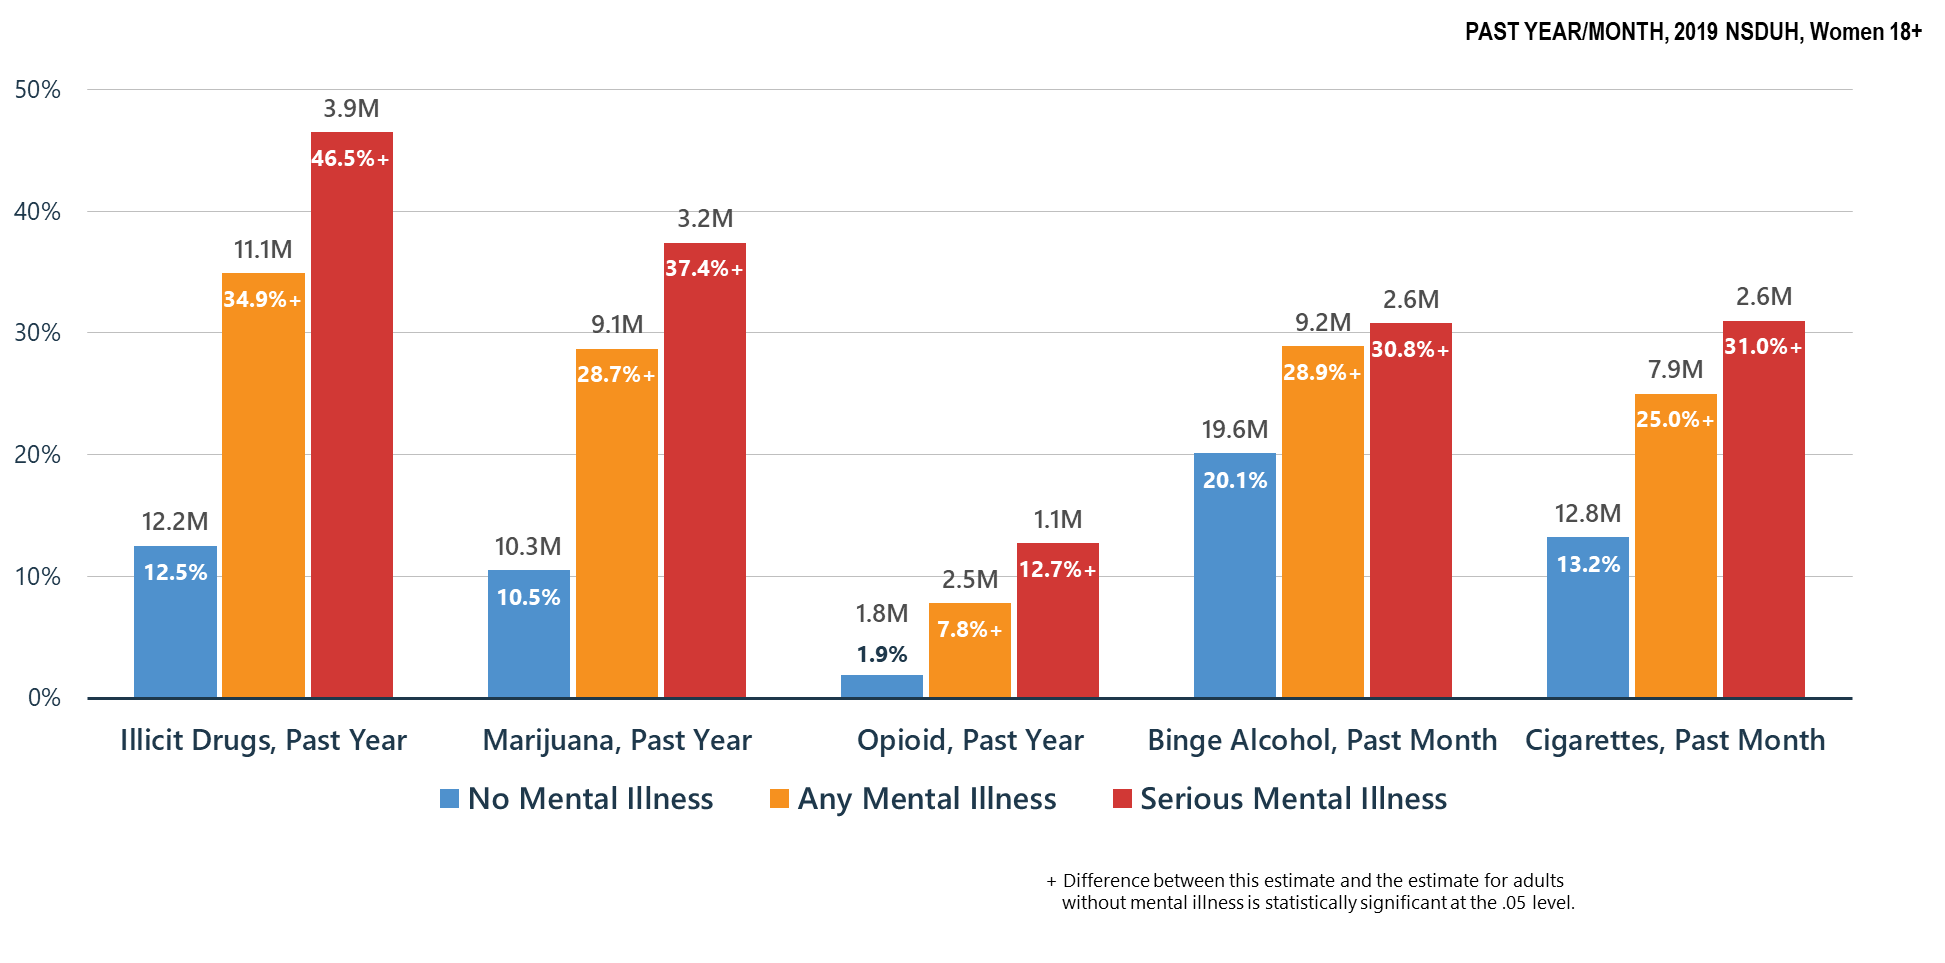 PAST YEAR/MONTH, 2019 NSDUH, Women 18+
50%
40%
30%
20%
10%
0%
12.2M
12.5%
11.1M
34.9%+
3.9M
46.5%+
10.3M
10.5%
9.1M
28.7%+
3.2M
37.4%+
1.8M
1.9%
2.5M
7.8%+
1.1M
12.7%+
19.6M
20.1%
9.2M
28.9%+
2.6M
30.8%+
12.8M
13.2%
7.9M
25.0%+
2.6M
31.0%+
Illicit Drugs, Past Year
Marijuana, Past Year
Opioid, Past Year
Binge Alcohol, Past Month
Cigarettes, Past Month
No Mental Illness
Any Mental Illness
Serious Mental Illness
+ Difference between this estimate and the estimate for adults
without mental illness is statistically significant at the .05 level.